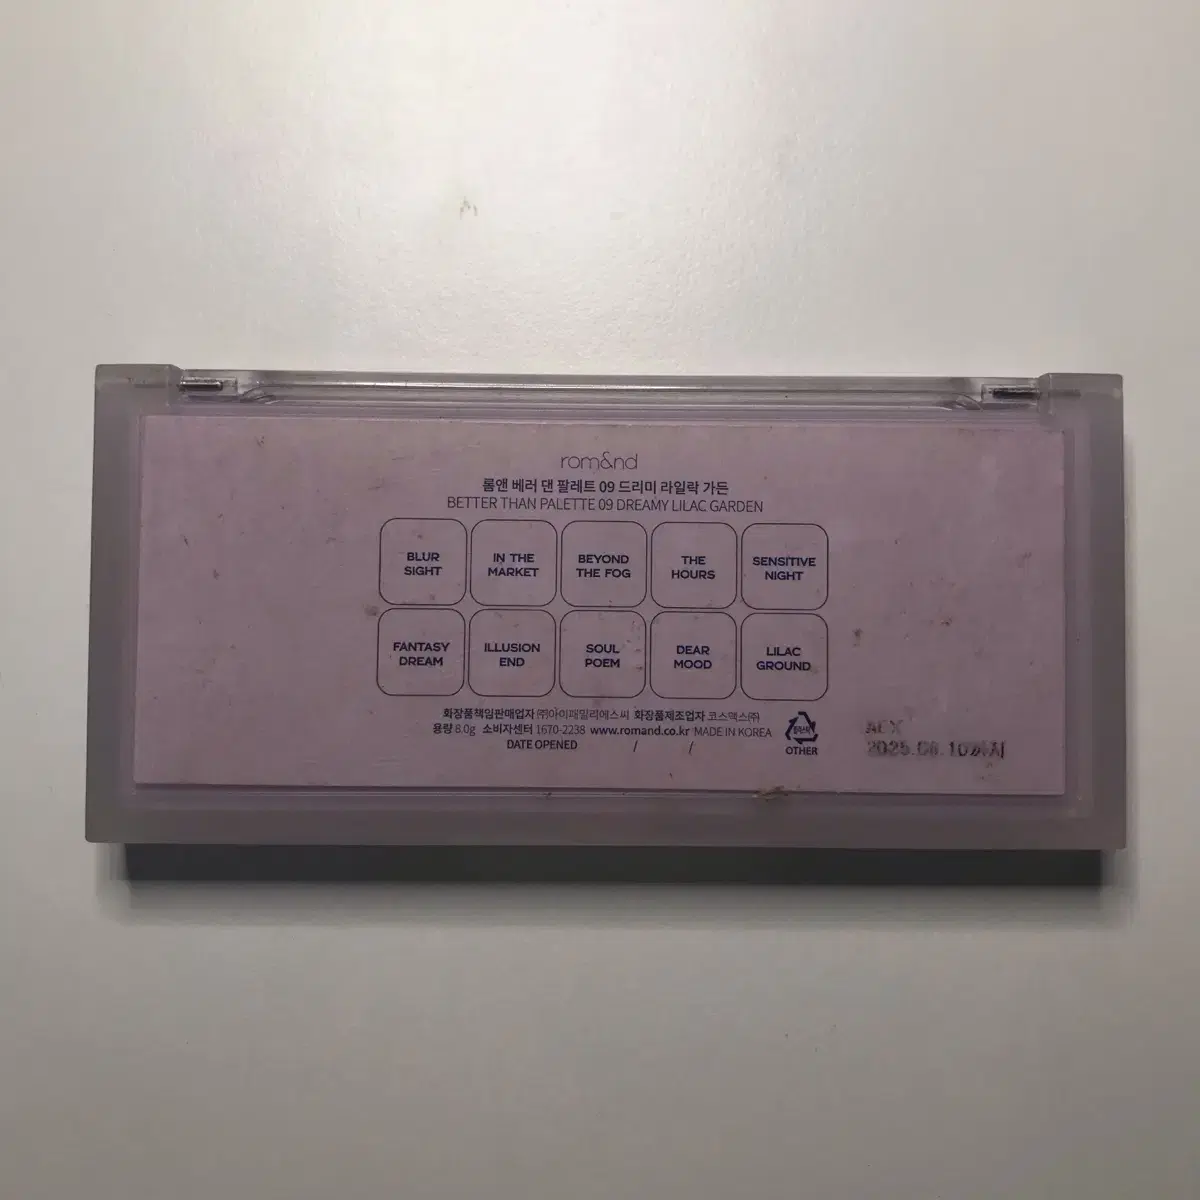 rom&nd
롬앤 베러 댄 팔레트 09 드리미 라일락 가든
BETTER THAN PALETTE 09 DREAMY LILAC GARDEN
BLUR
SIGHT
IN THE
MARKET
BEYOND
THE FOG
THE
HOURS
SENSITIVE
NIGHT
FANTASY
DREAM
ILLUSION
END
SOUL
POEM
DEAR
MOOD
LILAC
GROUND
화장품책임판매업자 ㈜아이패밀리에스씨 화장품제조업자 코스맥스㈜
용량 8.0g 소비자센터 1670-2238 www.romand.co.kr MADE IN KOREA
DATE OPENED / /
OTHER